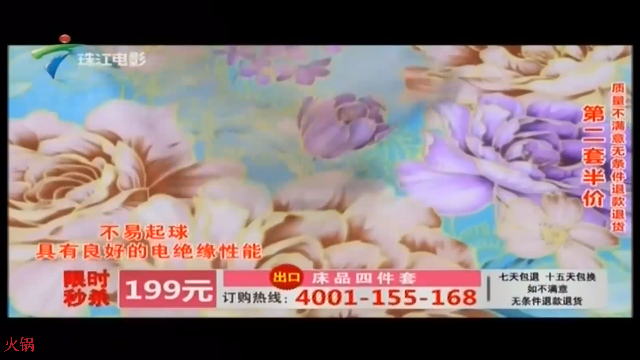 珠江电影
质量不满意无条件退款退货
第二套半价
不易起球
具有良好的电绝缘性能
限时
秒杀
199元
出口
床品四件套
订购热线：4001-155-168
七天包退 十五天包换
如不满意
无条件退款退货
火锅